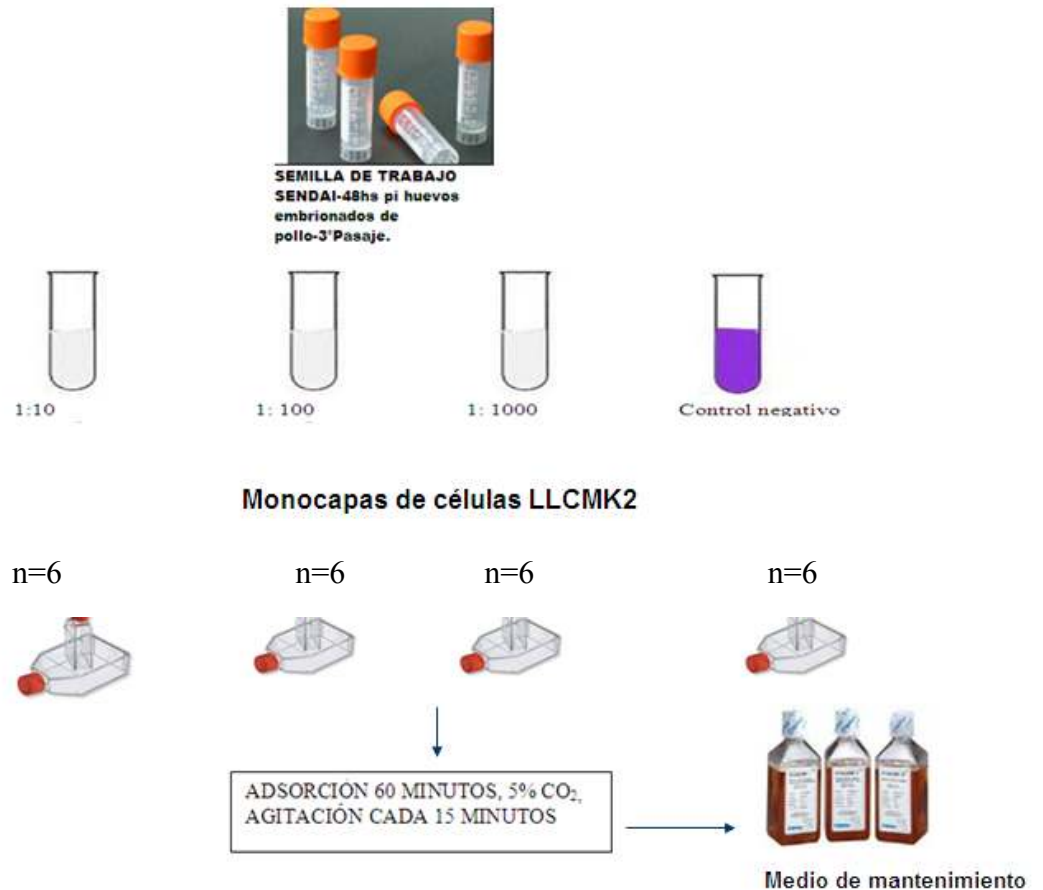 SEMILLA DE TRABAJO
SENDAI-48hs pi huevos
embrionados de
pollo-3°Pasaje.
1:10
1: 100
1: 1000
Control negativo
Monocapas de células LLCMK2
n=6
n=6
n=6
n=6
ADSORCIÓN 60 MINUTOS, 5% CO₂,
AGITACIÓN CADA 15 MINUTOS
Medio de mantenimiento